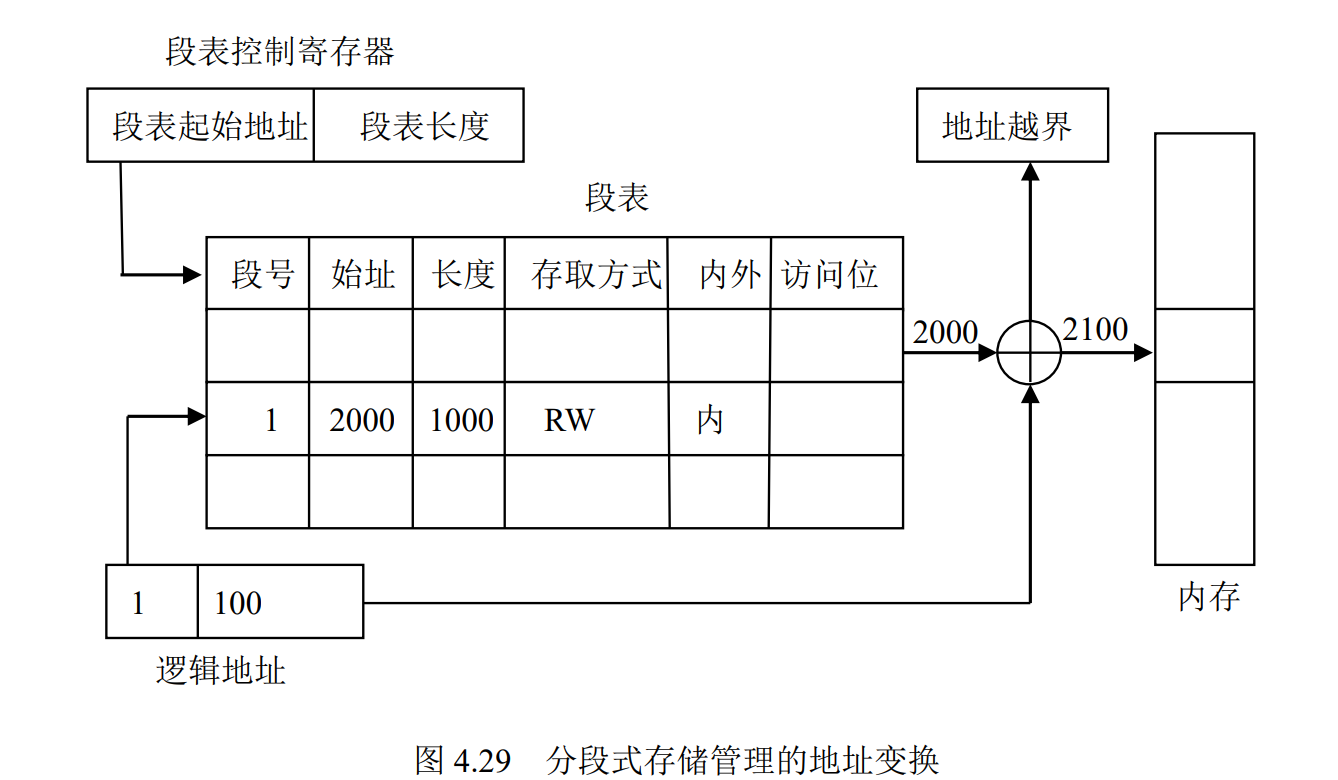 段表控制寄存器
段表起始地址 段表长度
地址越界
段表
段号 始址 长度 存取方式 内外 访问位
2000
2100
1 2000 1000 RW 内
1 100
逻辑地址
内存
图 4.29 分段式存储管理的地址变换